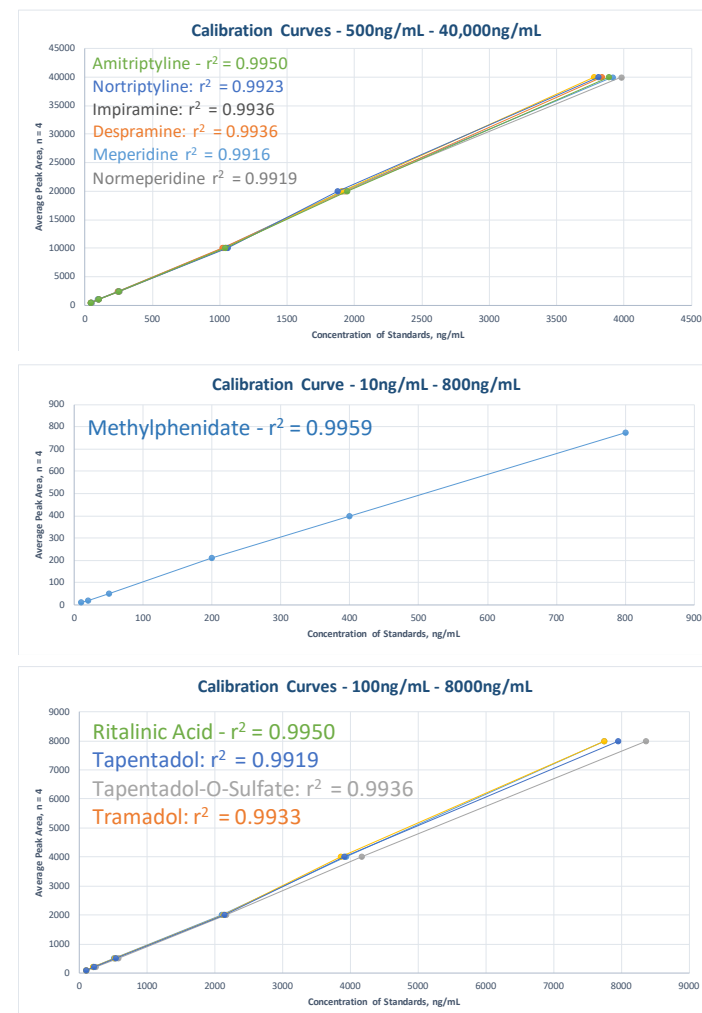 Calibration Curves - 500ng/mL - 40,000ng/mL
45000
40000
35000
30000
25000
20000
15000
10000
5000
0
Average Peak Area, n = 4
Amitriptyline - r² = 0.9950
Nortriptyline: r² = 0.9923
Impiramine: r² = 0.9936
Despramine: r² = 0.9936
Meperidine r² = 0.9916
Normeperidine r² = 0.9919
0 500 1000 1500 2000 2500 3000 3500 4000 4500
Concentration of Standards, ng/mL
Calibration Curve - 10ng/mL - 800ng/mL
900
800
700
600
500
400
300
200
100
0
Average Peak Area, n = 4
Methylphenidate - r² = 0.9959
0 100 200 300 400 500 600 700 800 900
Concentration of Standards, ng/mL
Calibration Curves - 100ng/mL - 8000ng/mL
9000
8000
7000
6000
5000
4000
3000
2000
1000
0
Average Peak Area, n = 4
Ritalinic Acid - r² = 0.9950
Tapentadol: r² = 0.9919
Tapentadol-O-Sulfate: r² = 0.9936
Tramadol: r² = 0.9933
0 1000 2000 3000 4000 5000 6000 7000 8000 9000
Concentration of Standards, ng/mL